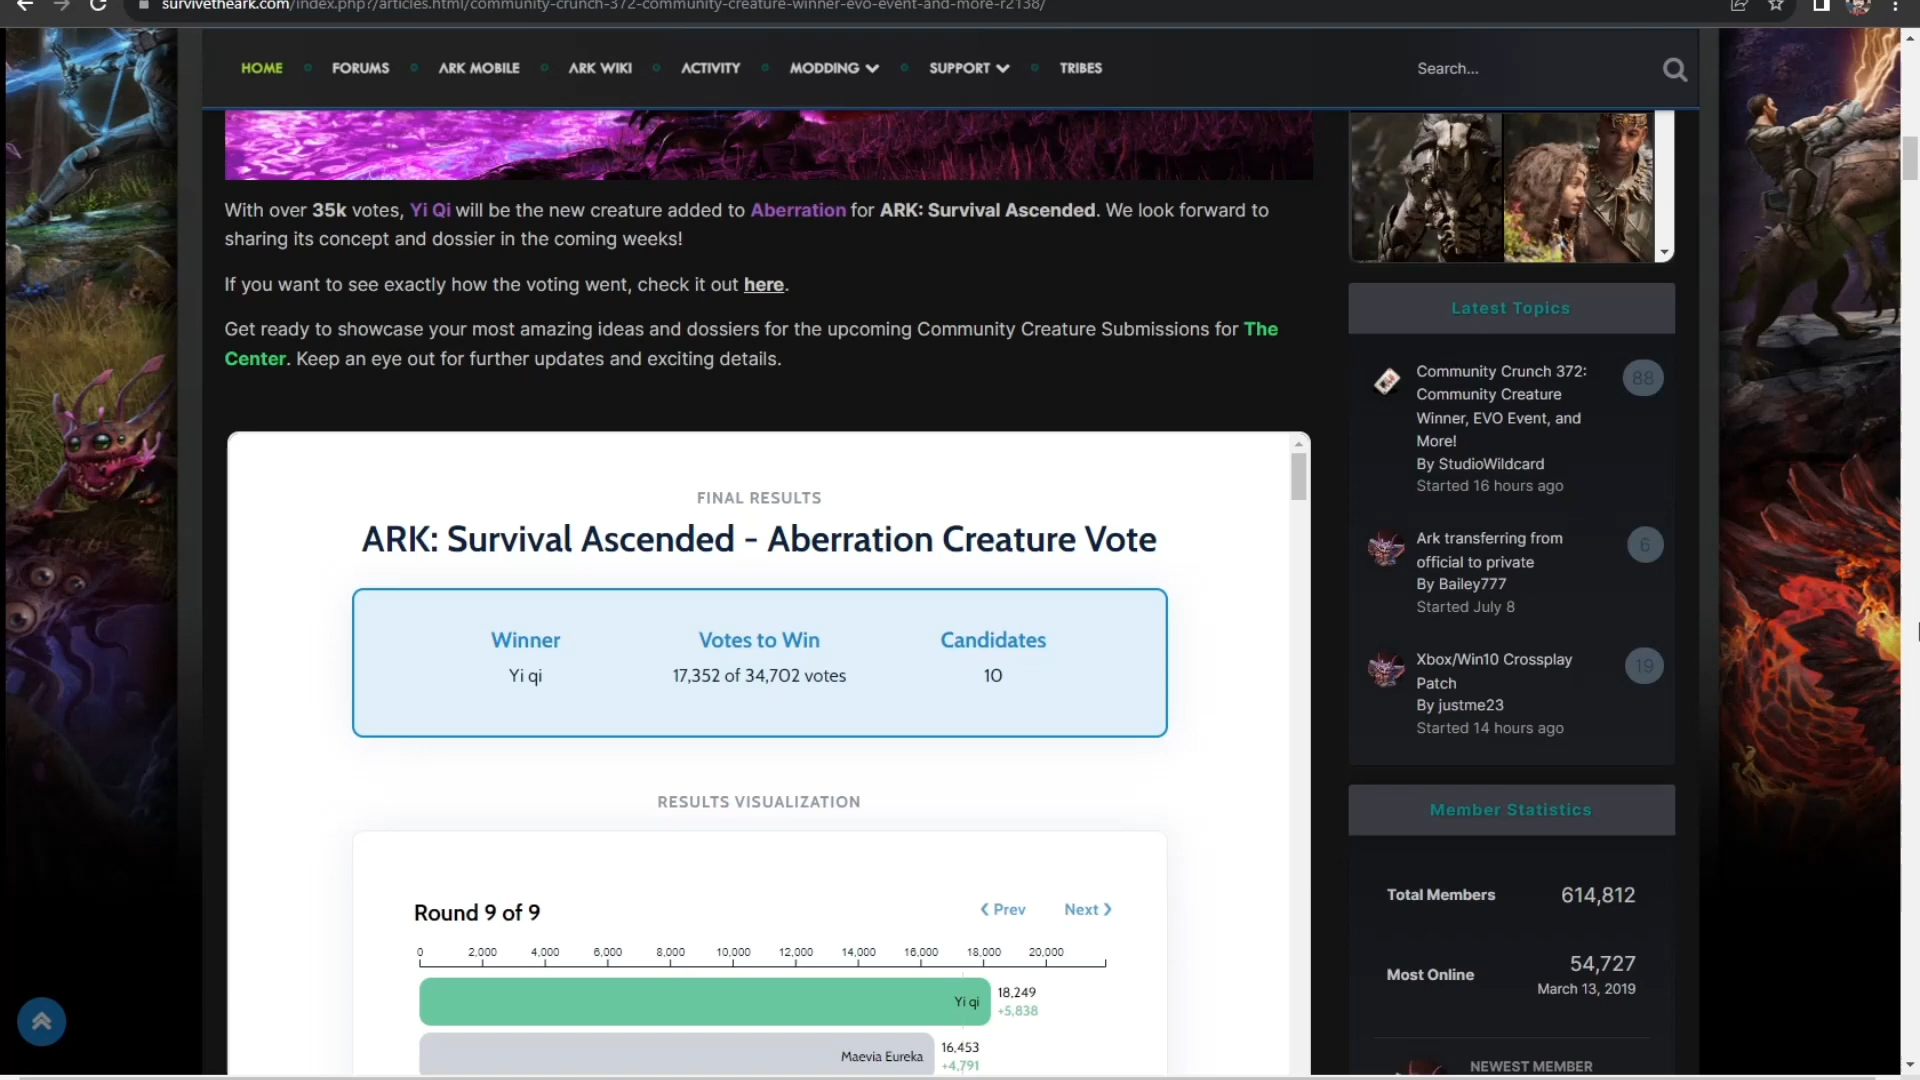 survivetheark.com/index.php?/articles.html/community-crunch-372-community-creature-winner-evo-event-and-more-r2138/
HOME FORUMS ARK MOBILE ARK WIKI ACTIVITY MODDING SUPPORT TRIBES Search...
With over 35k votes, Yi Qi will be the new creature added to Aberration for ARK: Survival Ascended. We look forward to
sharing its concept and dossier in the coming weeks!
If you want to see exactly how the voting went, check it out here.
Get ready to showcase your most amazing ideas and dossiers for the upcoming Community Creature Submissions for The
Center. Keep an eye out for further updates and exciting details.
FINAL RESULTS
ARK: Survival Ascended - Aberration Creature Vote
Winner Votes to Win Candidates
Yi qi 17,352 of 34,702 votes 10
RESULTS VISUALIZATION
Round 9 of 9
Prev Next
0 2,000 4,000 6,000 8,000 10,000 12,000 14,000 16,000 18,000 20,000
Yi qi 18,249
+5,838
Maevia Eureka 16,453
+4,791
Latest Topics
Community Crunch 372: 88
Community Creature
Winner, EVO Event, and
More!
By StudioWildcard
Started 16 hours ago
Ark transferring from 6
official to private
By Bailey777
Started July 8
Xbox/Win10 Crossplay 19
Patch
By justme23
Started 14 hours ago
Member Statistics
Total Members 614,812
Most Online 54,727
March 13, 2019
NEWEST MEMBER